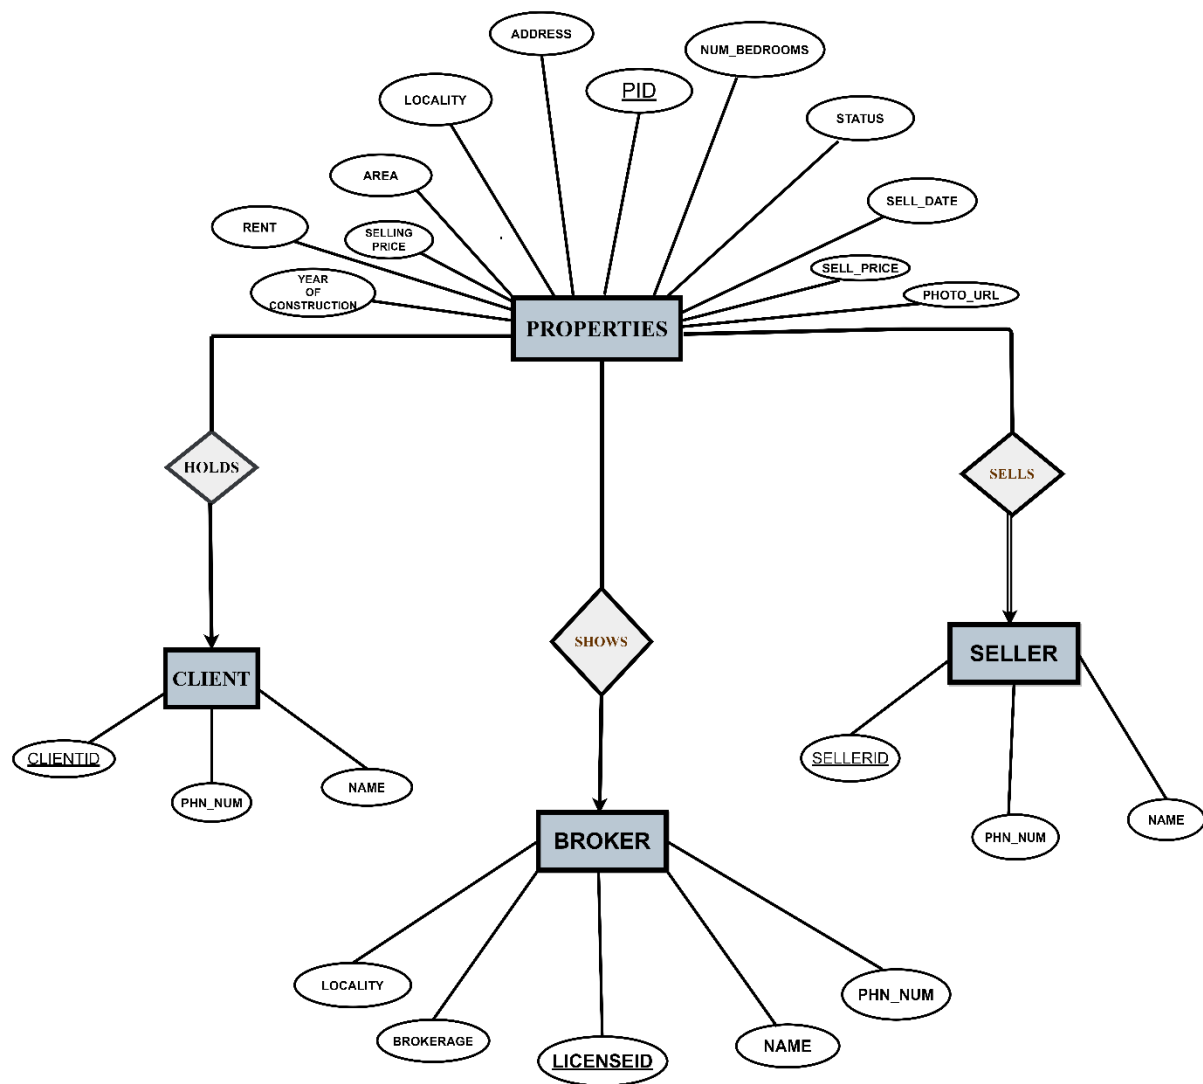 ADDRESS
NUM_BEDROOMS
PID
LOCALITY
STATUS
AREA
SELL_DATE
RENT
SELLING
PRICE
SELL_PRICE
YEAR
OF
CONSTRUCTION
PHOTO_URL
PROPERTIES
HOLDS
SELLS
SHOWS
CLIENT
SELLER
CLIENTID
PHN_NUM
NAME
SELLERID
PHN_NUM
NAME
BROKER
LOCALITY
BROKERAGE
LICENSEID
NAME
PHN_NUM